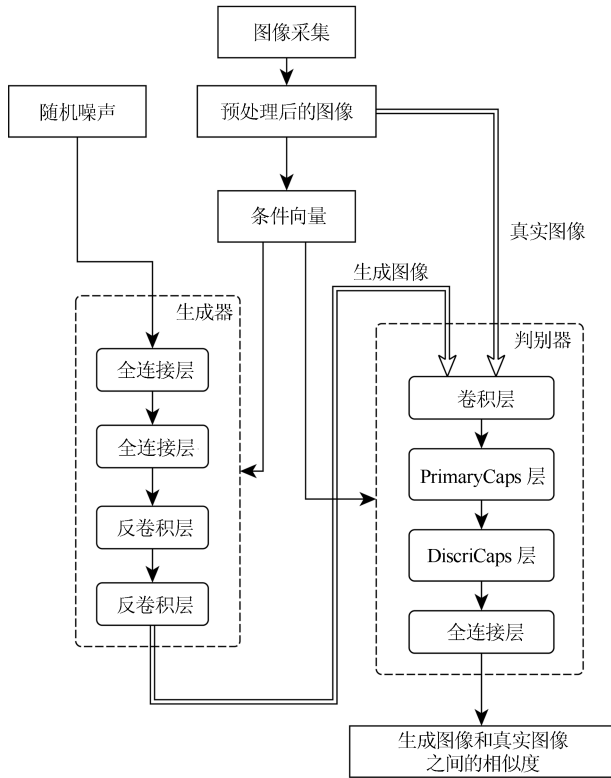 图像采集
随机噪声
预处理后的图像
条件向量
真实图像
生成图像
生成器
全连接层
全连接层
反卷积层
反卷积层
判别器
卷积层
PrimaryCaps 层
DiscriCaps 层
全连接层
生成图像和真实图像
之间的相似度